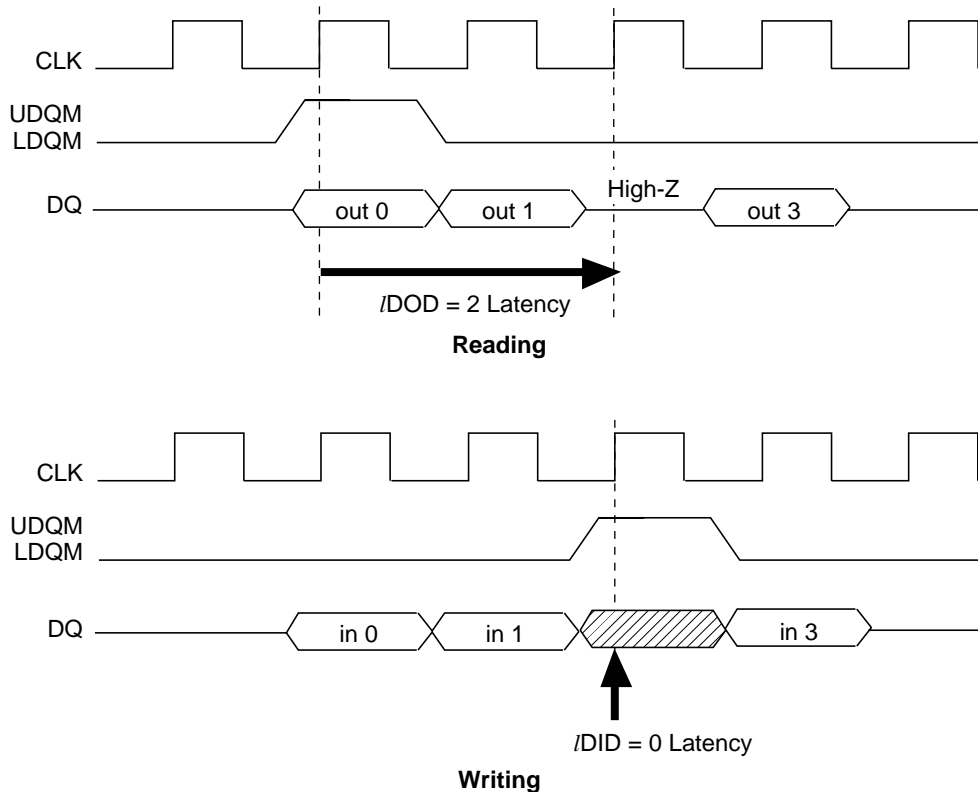 CLK
UDQM
LDQM
DQ
out 0 out 1 High-Z out 3
lDOD = 2 Latency
Reading
CLK
UDQM
LDQM
DQ
in 0 in 1 in 3
lDID = 0 Latency
Writing